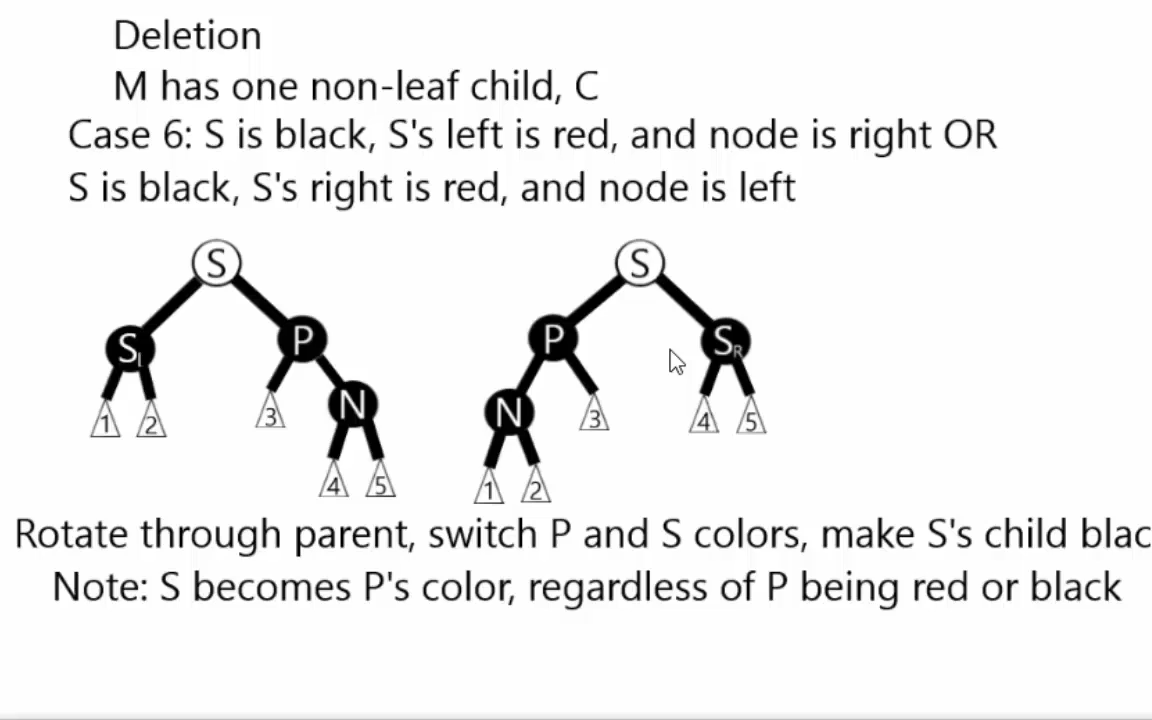 Deletion
M has one non-leaf child, C
Case 6: S is black, S's left is red, and node is right OR
S is black, S's right is red, and node is left
S S
SL P P SR
1 2 3 N N 3 4 5
4 5 1 2
Rotate through parent, switch P and S colors, make S's child blac
Note: S becomes P's color, regardless of P being red or black